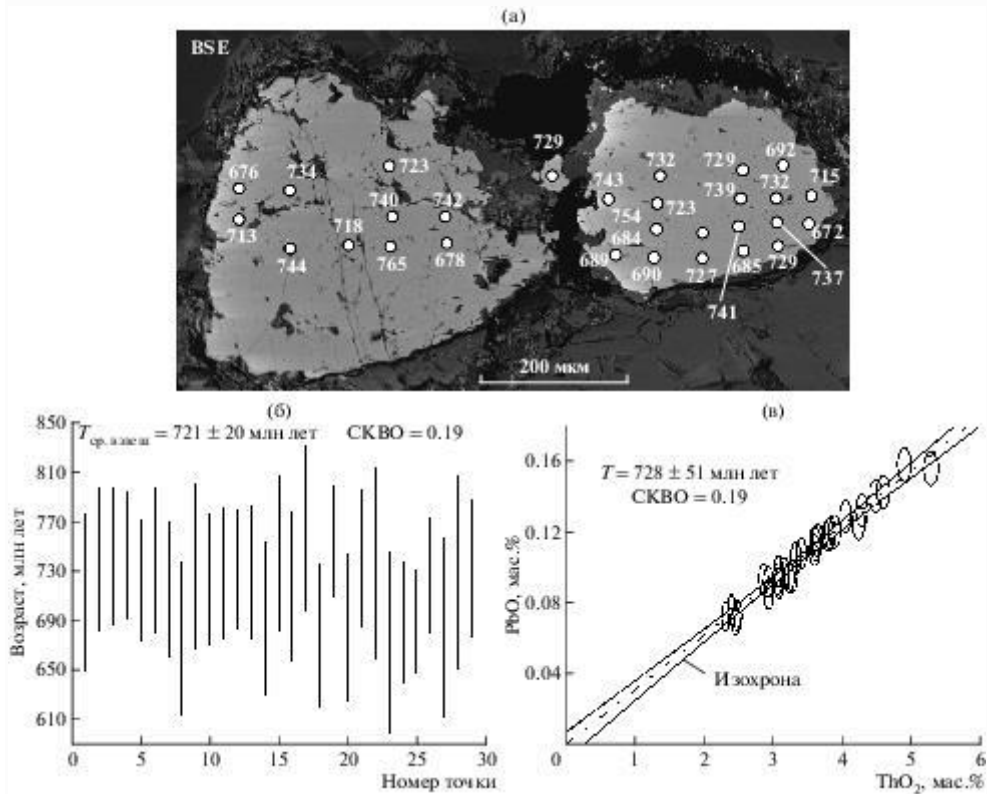 (а)
BSE
729
723
732
729
692
676
734
743
739
732
715
740
742
754
723
713
718
684
672
744
765
678
689
690
727
685
729
737
741
200 мкм
(б)
(в)
850
T ср. взвеш = 721 ± 20 млн лет СКВО = 0.19
810
770
730
690
650
610
Возраст, млн лет
0 5 10 15 20 25 30
Номер точки
0.16
T = 728 ± 51 млн лет
СКВО = 0.19
0.12
0.08
0.04
PbO, мас.%
Изохрона
0 1 2 3 4 5 6
ThO2, мас.%